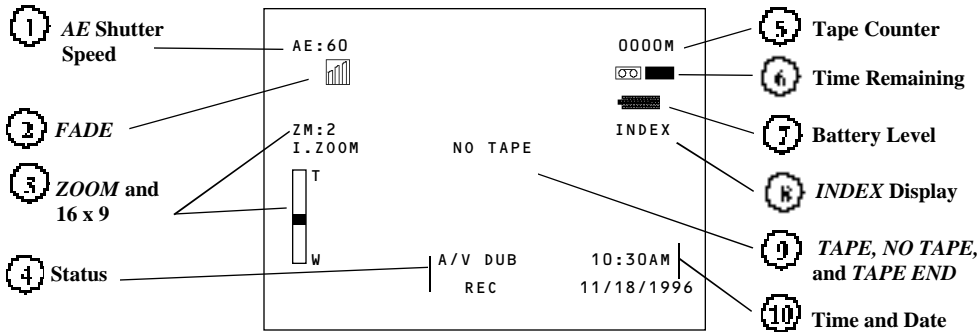 1 AE Shutter Speed
2 FADE
3 ZOOM and 16 x 9
4 Status
AE:60
0000M
ZM:2
INDEX
I.ZOOM
NO TAPE
T
W
A/V DUB
10:30AM
REC
11/18/1996
5 Tape Counter
6 Time Remaining
7 Battery Level
8 INDEX Display
9 TAPE, NO TAPE, and TAPE END
10 Time and Date